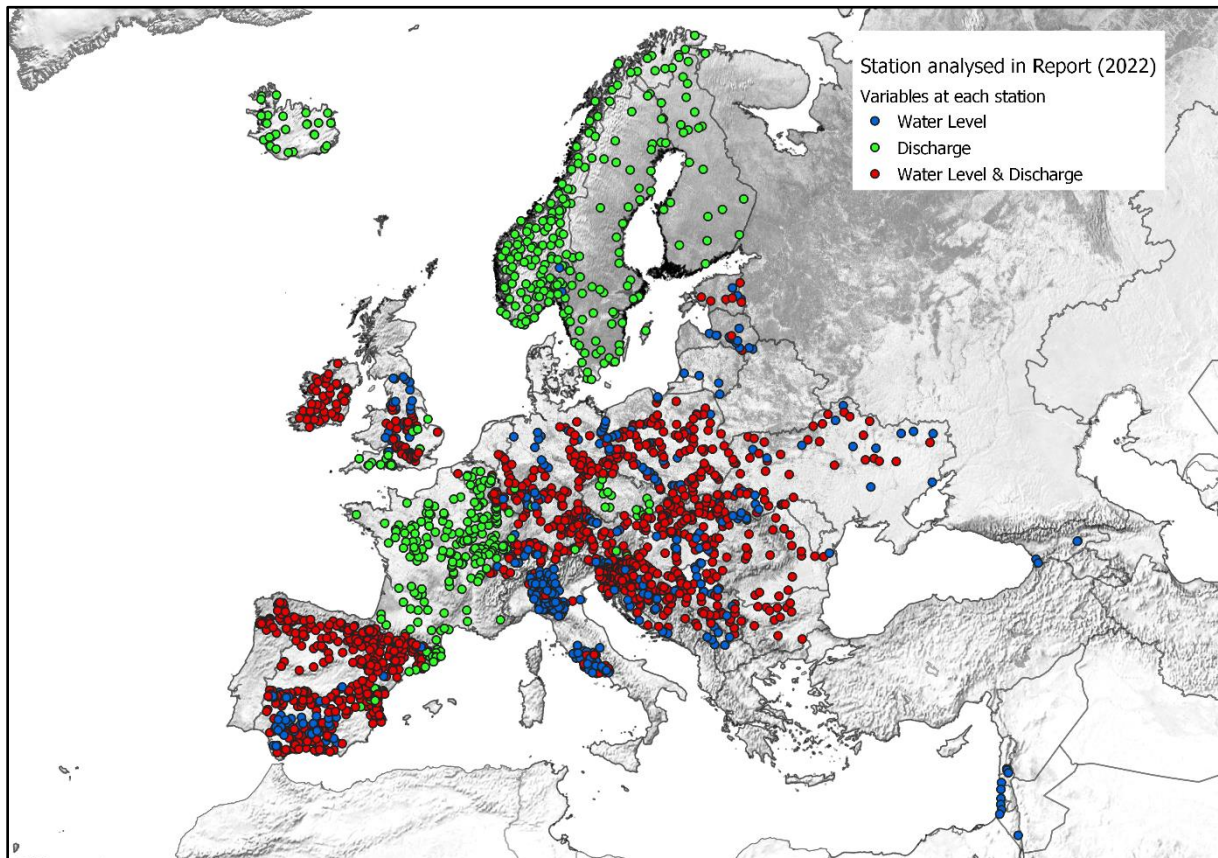 Station analysed in Report (2022)
Variables at each station
Water Level
Discharge
Water Level & Discharge